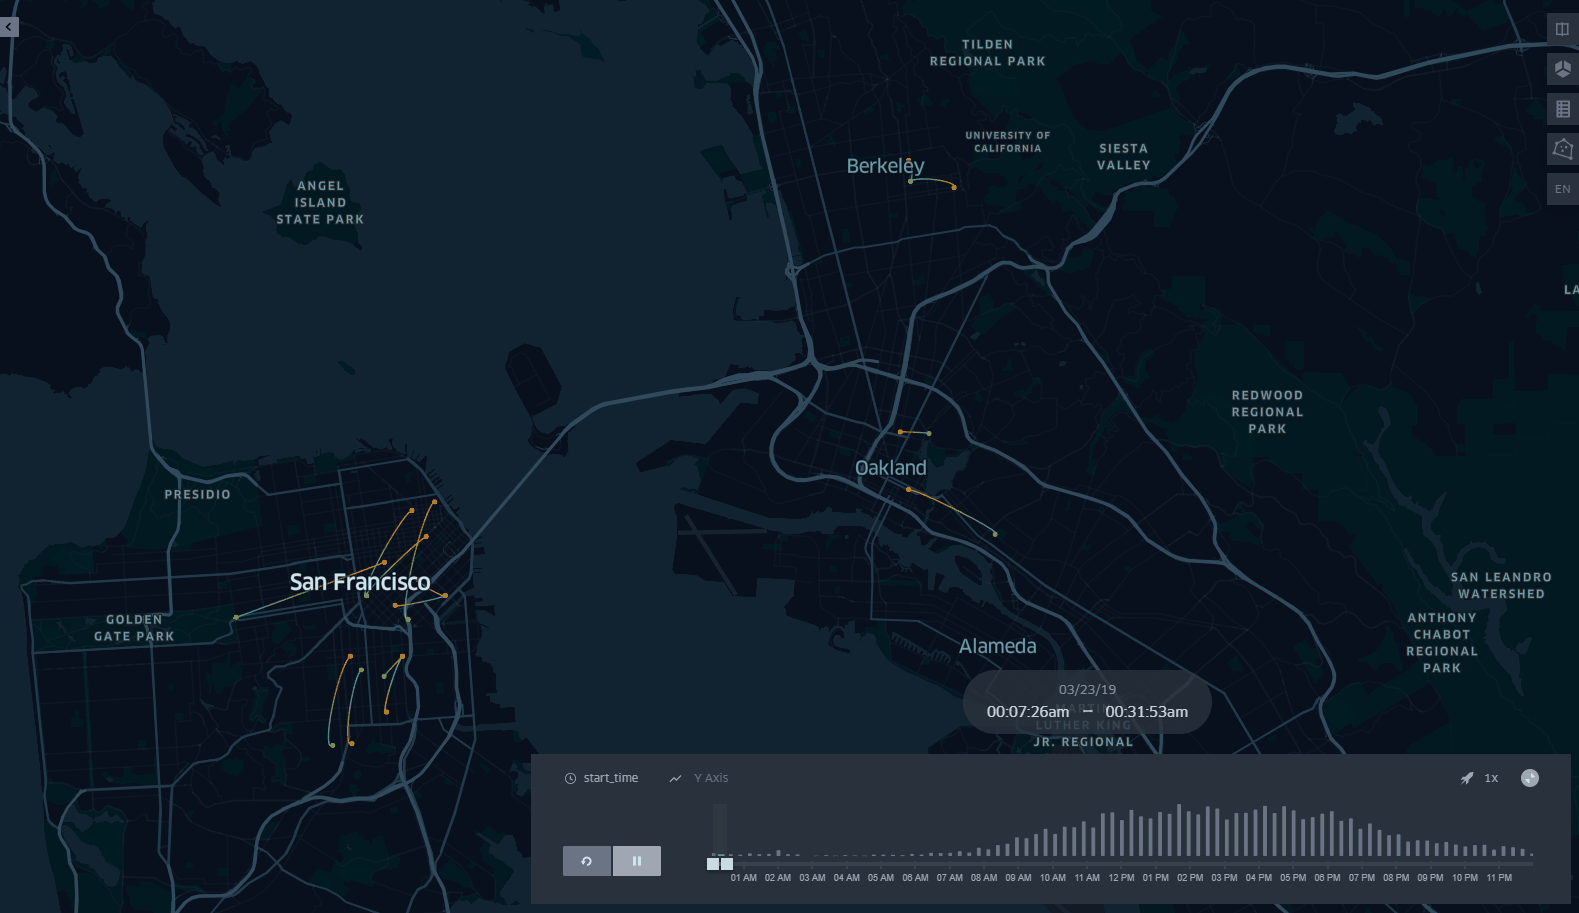 TILDEN
REGIONAL PARK
UNIVERSITY OF
CALIFORNIA
SIESTA
VALLEY
Berkeley
EN
ANGEL
ISLAND
STATE PARK
LA
REDWOOD
REGIONAL
PARK
Oakland
PRESIDIO
San Francisco
SAN LEANDRO
WATERSHED
GOLDEN
GATE PARK
ANTHONY
CHABOT
REGIONAL
PARK
Alameda
03/23/19
00:07:26am – 00:31:53am
MARTIN
LUTHER KING
JR. REGIONAL
start_time
Y Axis
1x
01 AM 02 AM 03 AM 04 AM 05 AM 06 AM 07 AM 08 AM 09 AM 10 AM 11 AM 12 PM 01 PM 02 PM 03 PM 04 PM 05 PM 06 PM 07 PM 08 PM 09 PM 10 PM 11 PM